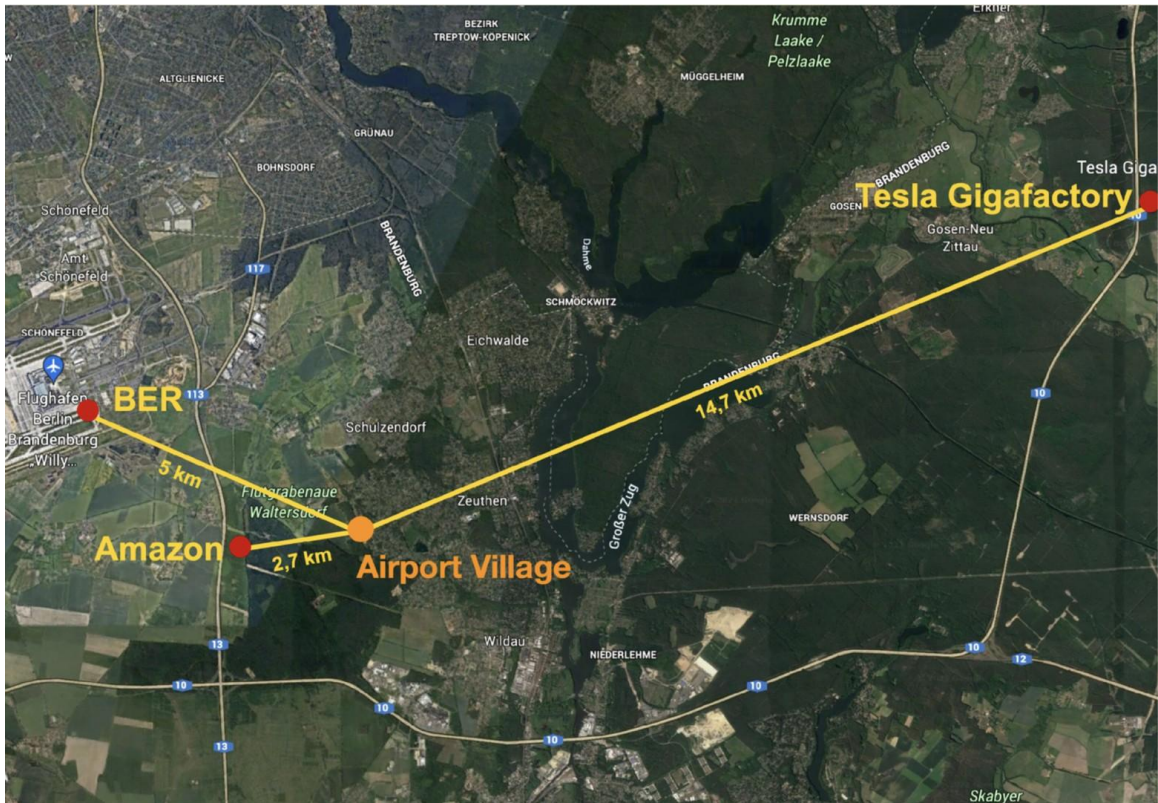 w
BEZIRK
TREPTOW-KÖPENICK
Krumme
Laake /
Pelzlaake
Erkner
ALTGLIENICKE
MÜGGELHEIM
GRÜNAU
BOHNSDORF
BRANDENBURG
Tesla Giga
Tesla Gigafactory
GOSEN
10
Schönefeld
Gosen-Neu
Zittau
BRANDENBURG
Dahme
Amt
Schönefeld
117
SCHMÖCKWITZ
SCHÖNEFELD
Eichwalde
BRANDENBURG
14,7 km
113
BER
10
Flughafen
Berlin
Brandenburg
„Willy...
Schulzendorf
5 km
Flutgrabenaue
Waltersdorf
Zeuthen
Großer Zug
WERNSDORF
Amazon
2,7 km
Airport Village
Wildau
NIEDERLEHME
13
10
12
10
10
10
13
10
Skabyer